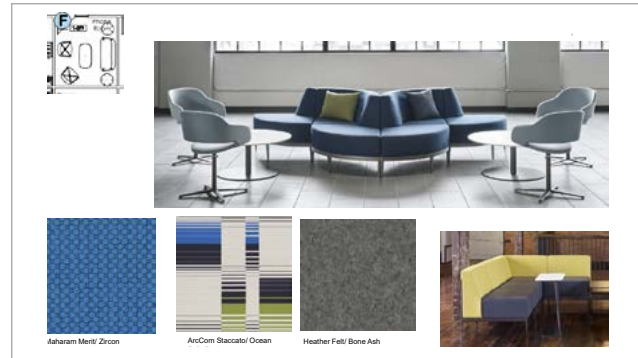 F
Maharam Merit/ Zircon
ArcCom Staccato/ Ocean
Heather Felt/ Bone Ash